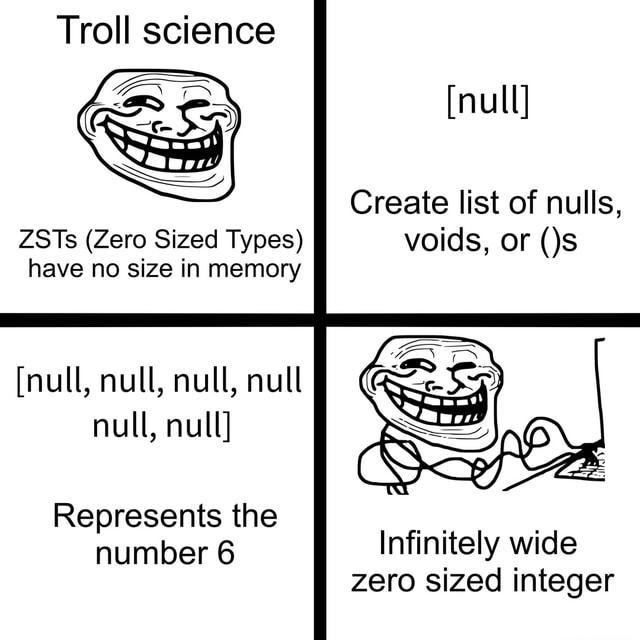 Troll science
ZSTs (Zero Sized Types)
have no size in memory
[null]
Create list of nulls,
voids, or ()s
[null, null, null, null
null, null]
Represents the
number 6
Infinitely wide
zero sized integer